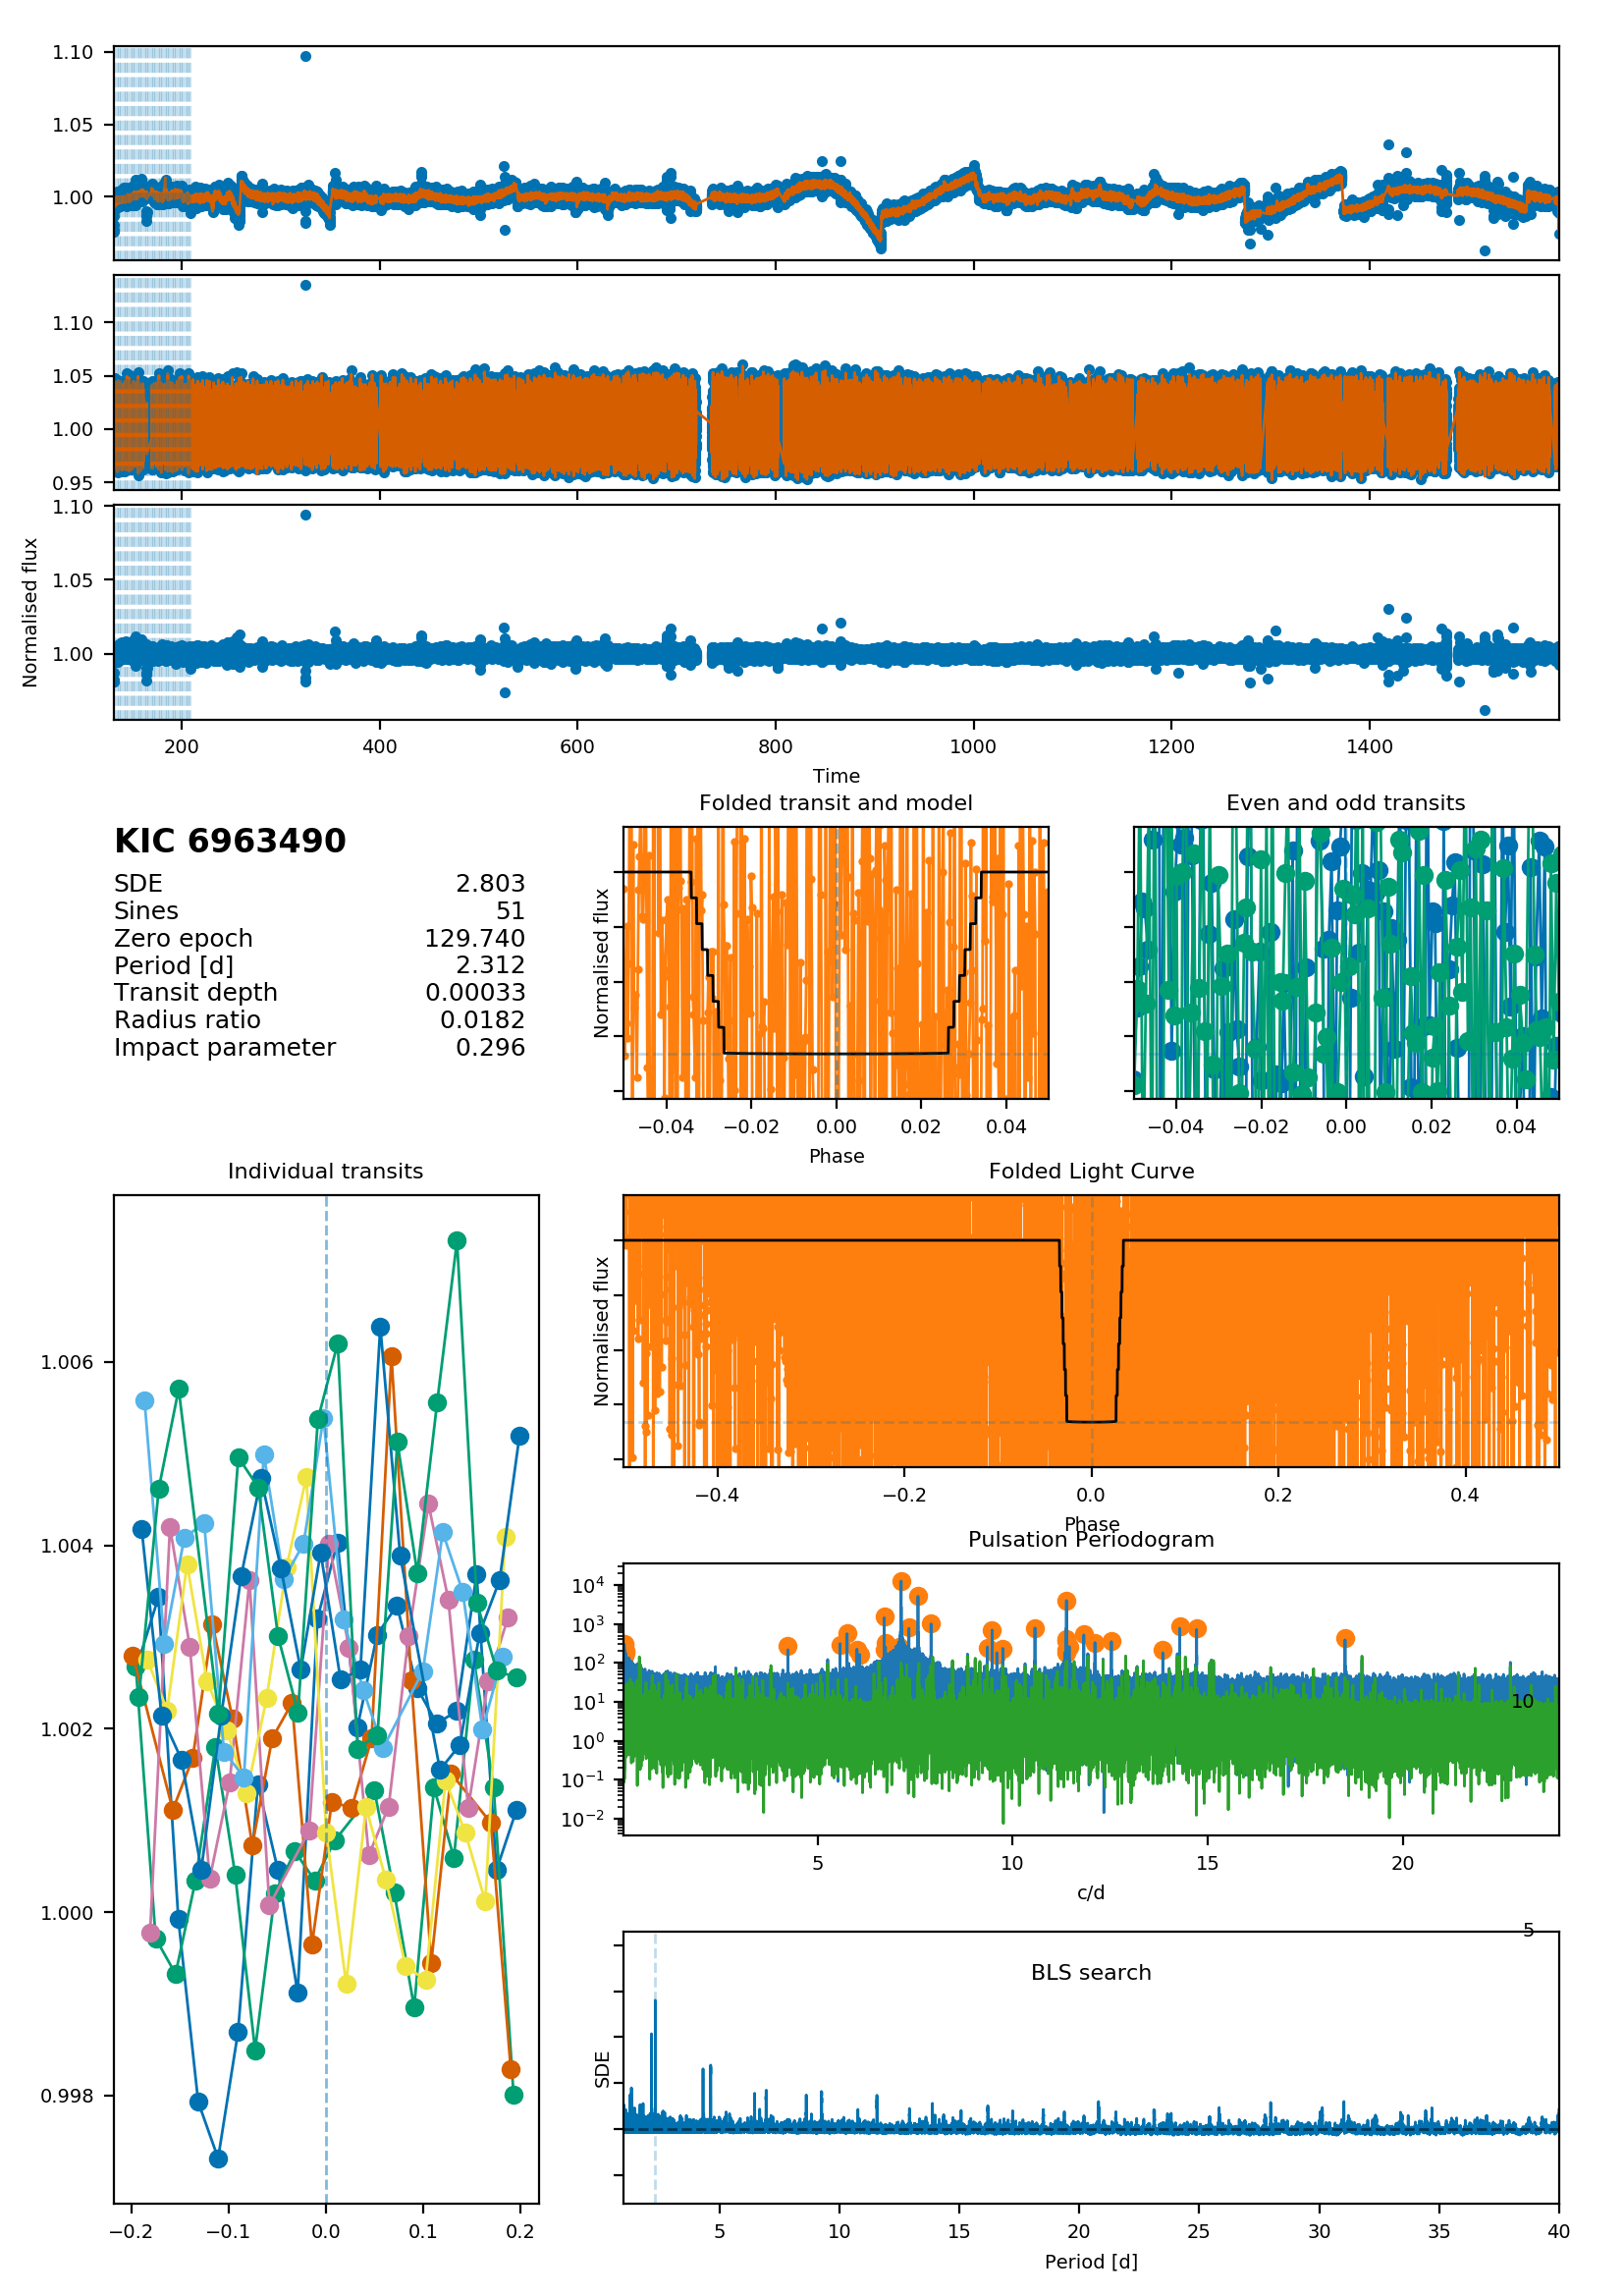 1.10
1.05
1.00
1.10
1.05
1.00
0.95
1.10
1.05
1.00
Normalised flux
200 400 600 800 1000 1200 1400
Time
KIC 6963490
SDE 2.803
Sines 51
Zero epoch 129.740
Period [d] 2.312
Transit depth 0.00033
Radius ratio 0.0182
Impact parameter 0.296
Folded transit and model
Normalised flux
−0.04 −0.02 0.00 0.02 0.04
Phase
Even and odd transits
−0.04 −0.02 0.00 0.02 0.04
Individual transits
1.006
1.004
1.002
1.000
0.998
−0.2 −0.1 0.0 0.1 0.2
Folded Light Curve
Normalised flux
−0.4 −0.2 0.0 0.2 0.4
Phase
Pulsation Periodogram
10⁴
10³
10²
10¹
10⁰
10⁻¹
10⁻²
10
5 10 15 20
c/d
5
BLS search
SDE
5 10 15 20 25 30 35 40
Period [d]